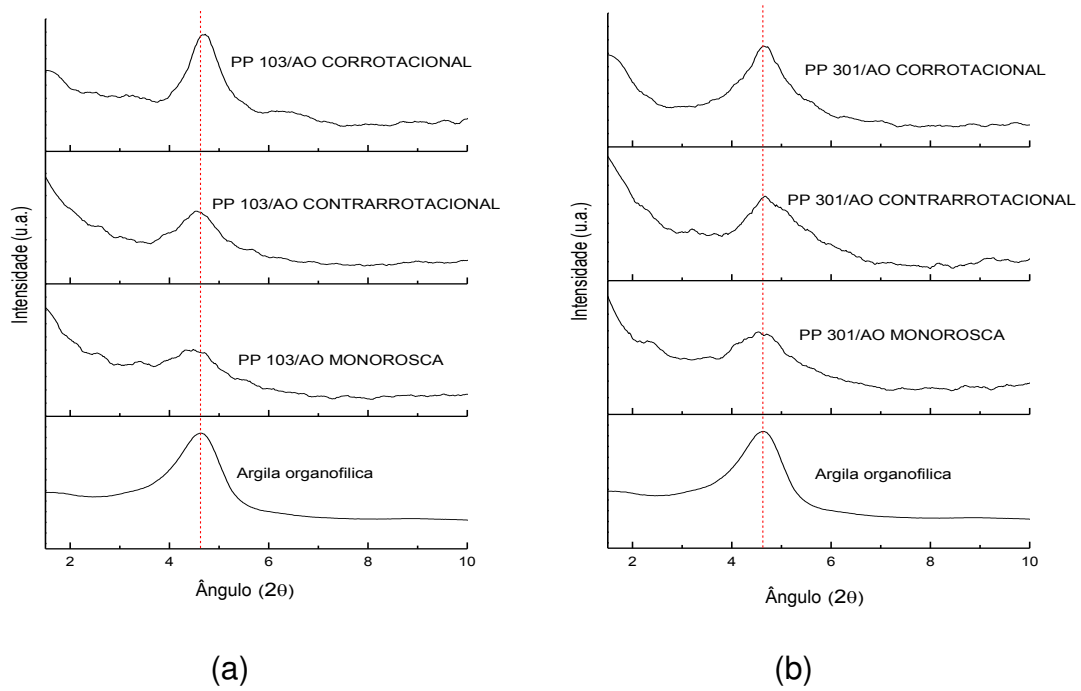 PP 103/AO CORROTACIONAL
PP 103/AO CONTRARROTACIONAL
PP 103/AO MONOROSCA
Argila organofilica
Intensidade (u.a.)
2 4 6 8 10
Ângulo (2θ)
(a)
PP 301/AO CORROTACIONAL
PP 301/AO CONTRARROTACIONAL
PP 301/AO MONOROSCA
Argila organofilica
Intensidade (u.a.)
2 4 6 8 10
Ângulo (2θ)
(b)